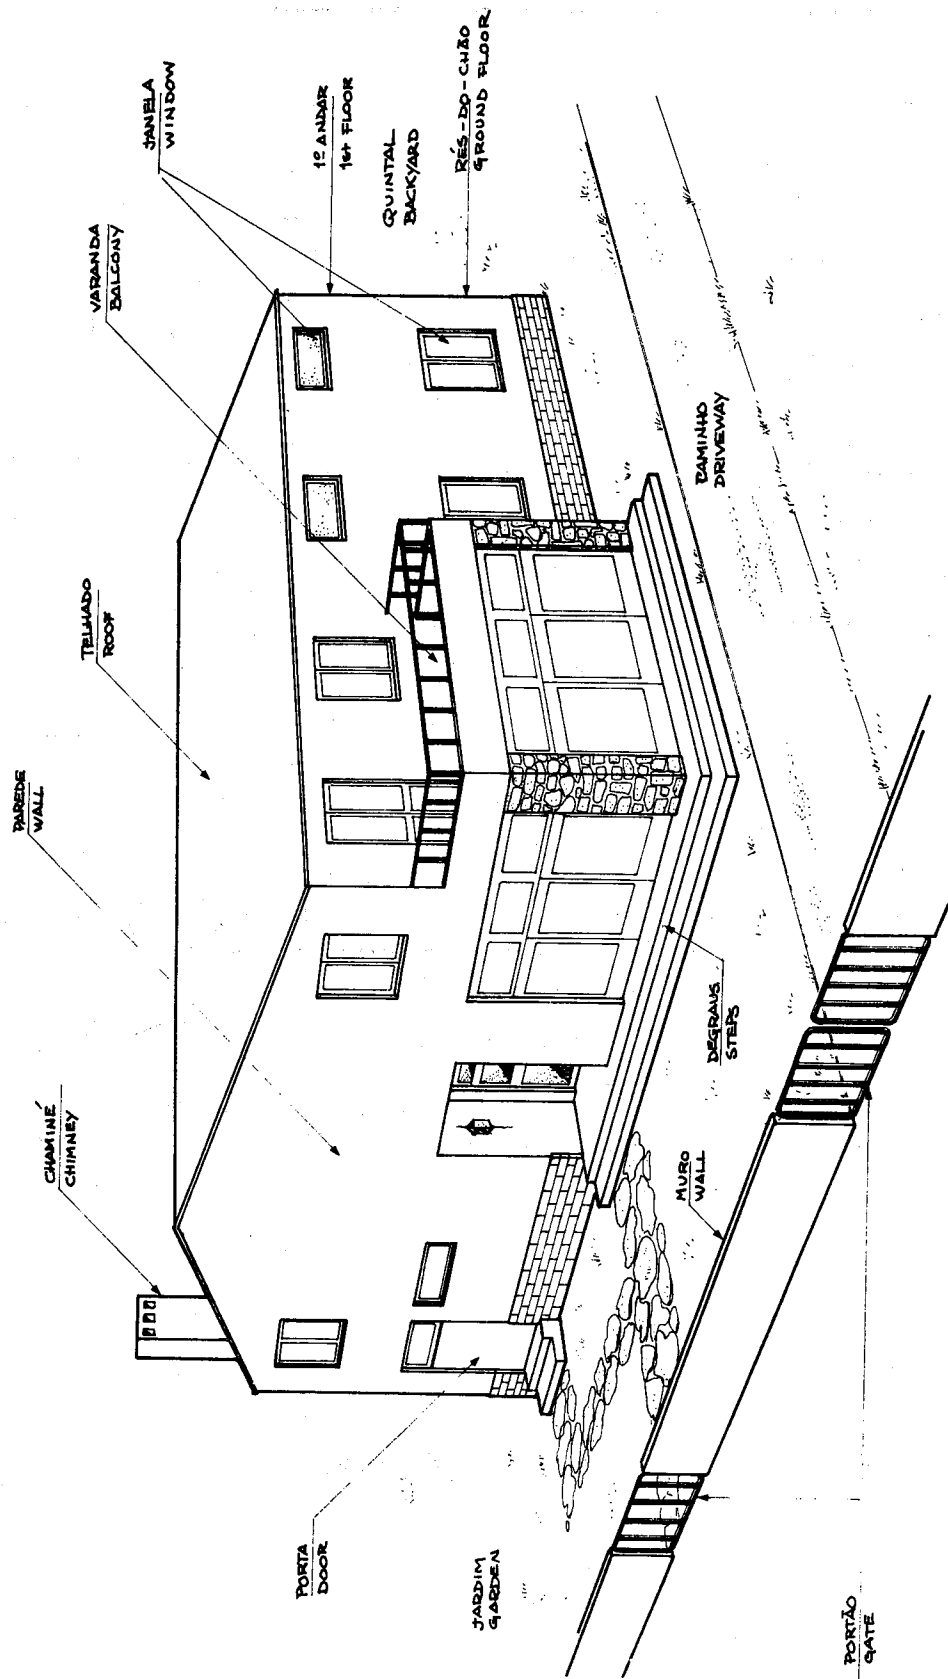 CHAMINÉ
CHIMNEY
PAREDE
WALL
TELHADO
ROOF
VARANDA
BALCONY
JANELA
WINDOW
1º ANDAR
1st FLOOR
QUINTAL
BACKYARD
RÉS-DO-CHÃO
GROUND FLOOR
PORTA
DOOR
JARDIM
GARDEN
DEGRAUS
STEPS
CAMINHO
DRIVEWAY
MURO
WALL
PORTÃO
GATE